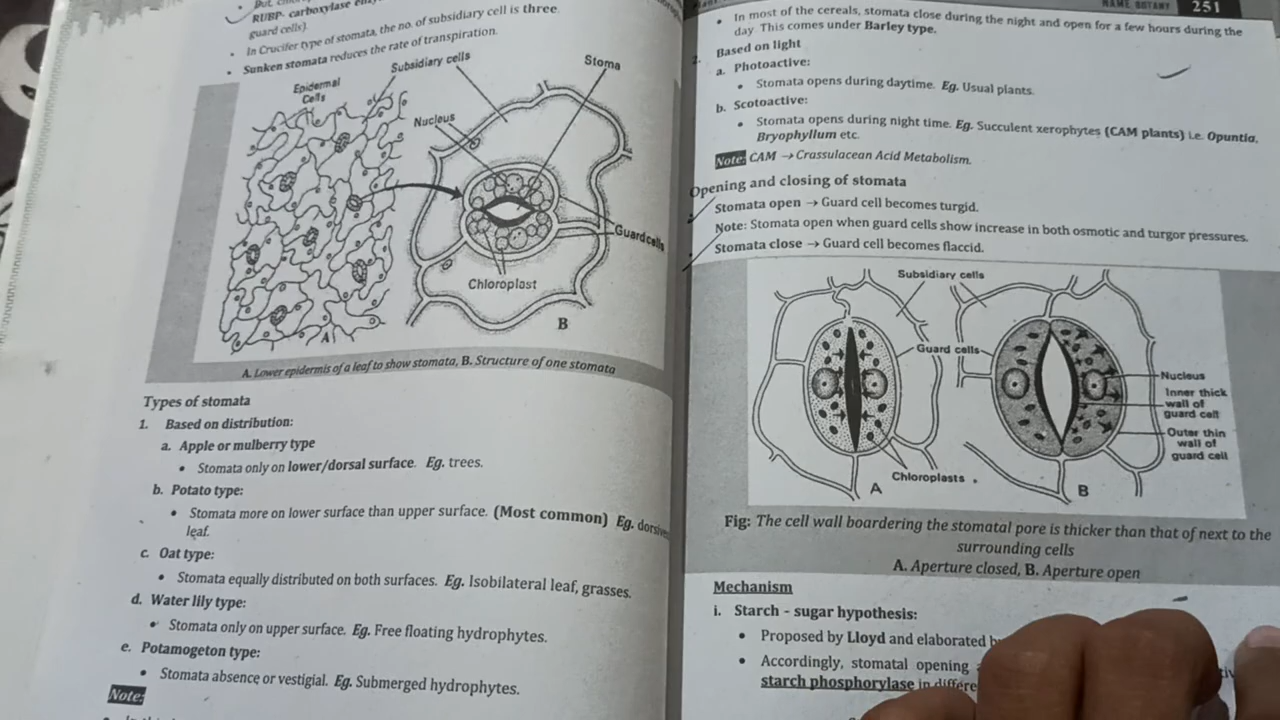 RUBP- carboxylase
guard cells).
• In Crucifer type of stomata, the no. of subsidiary cell is three
• Sunken stomata reduces the rate of transpiration.
Epidermal
Cells
Subsidiary cells
Stoma
Nucleus
Guard cells
Chloroplast
A
B
A. Lower epidermis of a leaf to show stomata, B. Structure of one stomata
Types of stomata
1. Based on distribution:
a. Apple or mulberry type
• Stomata only on lower/dorsal surface. Eg. trees.
b. Potato type:
• Stomata more on lower surface than upper surface. (Most common) Eg.
leaf.
c. Oat type:
• Stomata equally distributed on both surfaces. Eg. Isobilateral leaf, grasses.
d. Water lily type:
• Stomata only on upper surface. Eg. Free floating hydrophytes.
e. Potamogeton type:
• Stomata absence or vestigial. Eg. Submerged hydrophytes.
Note:
NAME BOTANY 251
• In most of the cereals, stomata close during the night and open for a few hours during the
day. This comes under Barley type.
2. Based on light
a. Photoactive:
• Stomata opens during daytime. Eg. Usual plants.
b. Scotoactive:
• Stomata opens during night time. Eg. Succulent xerophytes (CAM plants) i.e. Opuntia,
Bryophyllum etc.
Note: CAM → Crassulacean Acid Metabolism.
Opening and closing of stomata
Stomata open → Guard cell becomes turgid.
Note: Stomata open when guard cells show increase in both osmotic and turgor pressures.
Stomata close → Guard cell becomes flaccid.
Subsidiary cells
Guard cells
Nucleus
Inner thick
wall of
guard cell
Outer thin
wall of
guard cell
Chloroplasts
A
B
Fig: The cell wall boardering the stomatal pore is thicker than that of next to the
surrounding cells
A. Aperture closed, B. Aperture open
Mechanism
i. Starch - sugar hypothesis:
• Proposed by Lloyd and elaborated
• Accordingly, stomatal opening
starch phosphorylase in